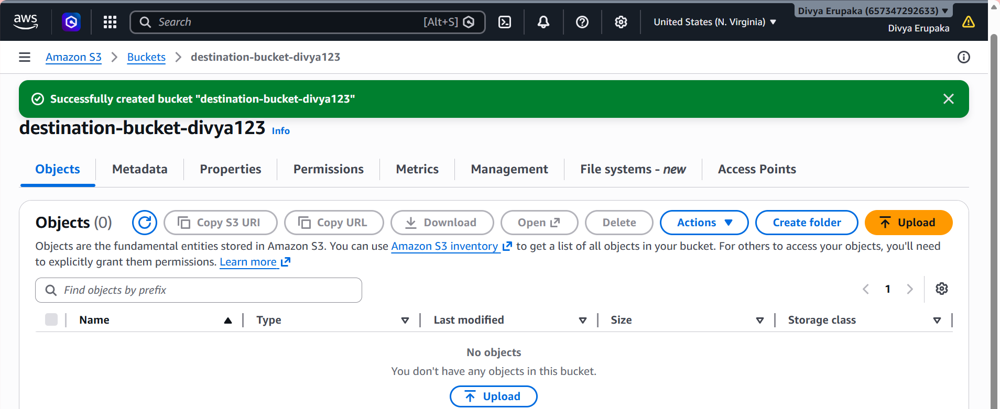 aws
Search [Alt+S]
United States (N. Virginia)
Divya Erupaka (657347292633)
Divya Erupaka
Amazon S3 > Buckets > destination-bucket-divya123
Successfully created bucket "destination-bucket-divya123"
destination-bucket-divya123 Info
Objects Metadata Properties Permissions Metrics Management File systems - new Access Points
Objects (0) Copy S3 URI Copy URL Download Open Delete Actions Create folder Upload
Objects are the fundamental entities stored in Amazon S3. You can use Amazon S3 inventory to get a list of all objects in your bucket. For others to access your objects, you'll need
to explicitly grant them permissions. Learn more
Find objects by prefix
1
Name Type Last modified Size Storage class
No objects
You don't have any objects in this bucket.
Upload